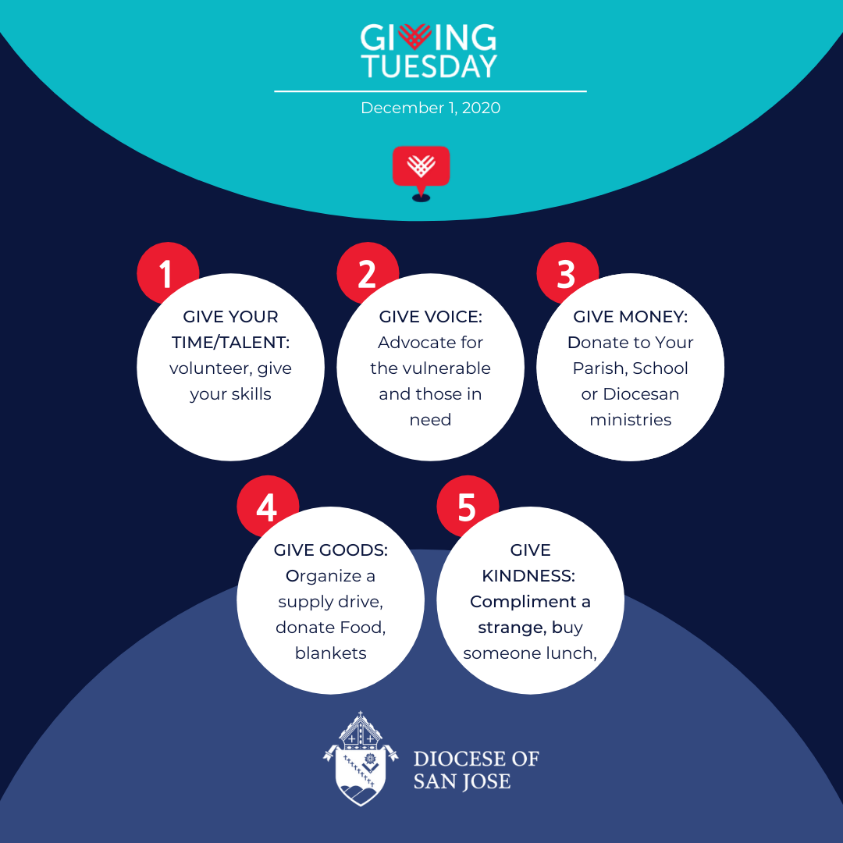 GIVING
TUESDAY
December 1, 2020
1
GIVE YOUR
TIME/TALENT:
volunteer, give
your skills
2
GIVE VOICE:
Advocate for
the vulnerable
and those in
need
3
GIVE MONEY:
Donate to Your
Parish, School
or Diocesan
ministries
4
GIVE GOODS:
Organize a
supply drive,
donate Food,
blankets
5
GIVE
KINDNESS:
Compliment a
strange, buy
someone lunch,
DIOCESE OF
SAN JOSE